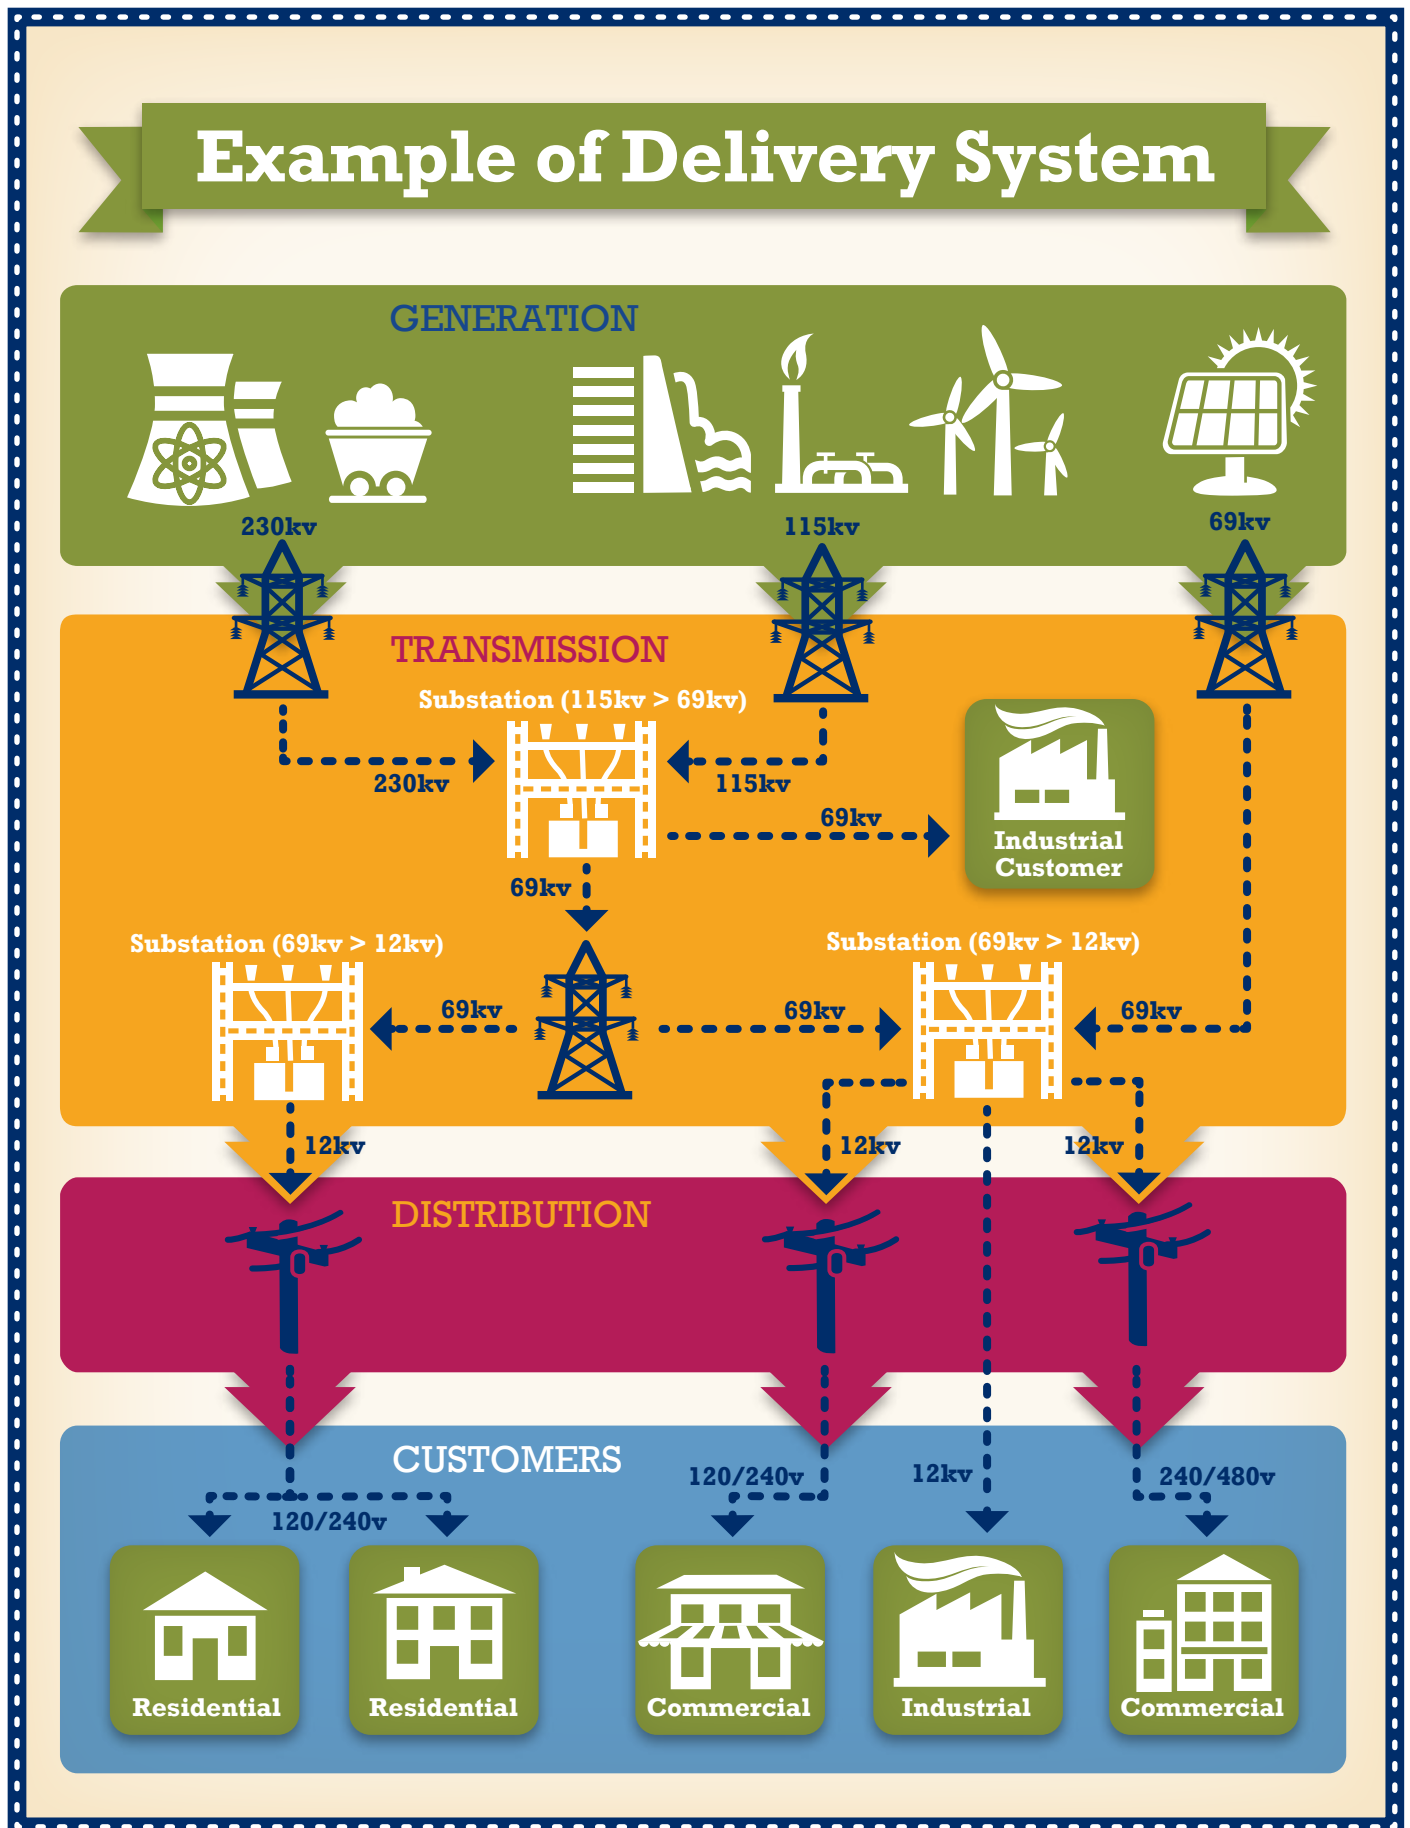 Example of Delivery System
GENERATION
230kv
115kv
69kv
TRANSMISSION
Substation (115kv > 69kv)
230kv
115kv
69kv
Industrial
Customer
69kv
Substation (69kv > 12kv)
Substation (69kv > 12kv)
69kv
69kv
69kv
12kv
12kv
12kv
DISTRIBUTION
CUSTOMERS
120/240v
120/240v
12kv
240/480v
Residential
Residential
Commercial
Industrial
Commercial